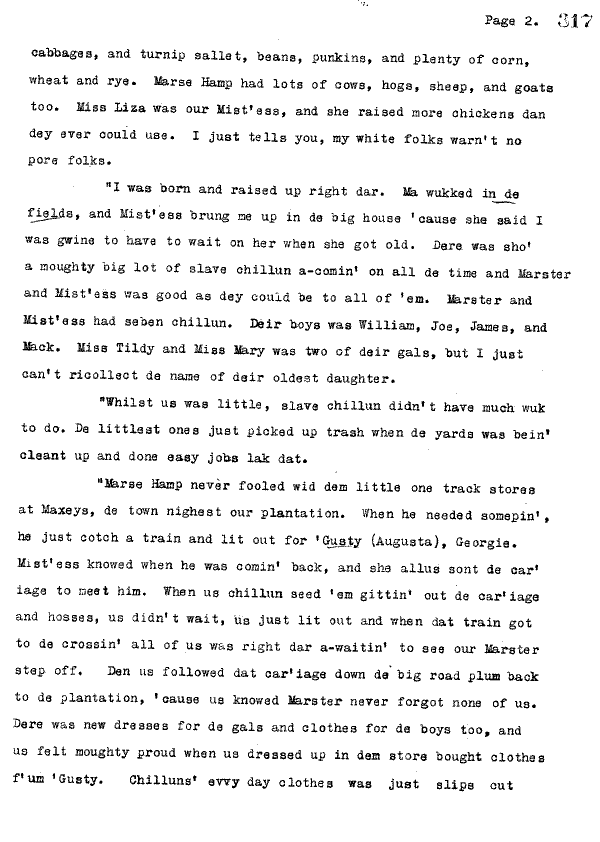 Page 2. 317
cabbages, and turnip sallet, beans, punkins, and plenty of corn,
wheat and rye. Marse Hamp had lots of cows, hogs, sheep, and goats
too. Miss Liza was our Mist'ess, and she raised more chickens dan
dey ever could use. I just tells you, my white folks warn't no
pore folks.
"I was born and raised up right dar. Ma wukked in de
fields, and Mist'ess brung me up in de big house 'cause she said I
was gwine to have to wait on her when she got old. Dere was sho'
a moughty big lot of slave chillun a-comin' on all de time and Marster
and Mist'ess was good as dey could be to all of 'em. Marster and
Mist'ess had seben chillun. Deir boys was William, Joe, James, and
Mack. Miss Tildy and Miss Mary was two of deir gals, but I just
can't ricollect de name of deir oldest daughter.
"Whilst us was little, slave chillun didn't have much wuk
to do. De littlest ones just picked up trash when de yards was bein'
cleant up and done easy jobs lak dat.
"Marse Hamp never fooled wid dem little one track stores
at Maxeys, de town nighest our plantation. When he needed somepin',
he just cotch a train and lit out for 'Gusty (Augusta), Georgie.
Mist'ess knowed when he was comin' back, and she allus sont de car'
iage to meet him. When us chillun seed 'em gittin' out de car'iage
and hosses, us didn't wait, us just lit out and when dat train got
to de crossin' all of us was right dar a-waitin' to see our Marster
step off. Den us followed dat car'iage down de big road plum back
to de plantation, 'cause us knowed Marster never forgot none of us.
Dere was new dresses for de gals and clothes for de boys too, and
us felt moughty proud when us dressed up in dem store bought clothes
f'um 'Gusty. Chilluns' evvy day clothes was just slips cut